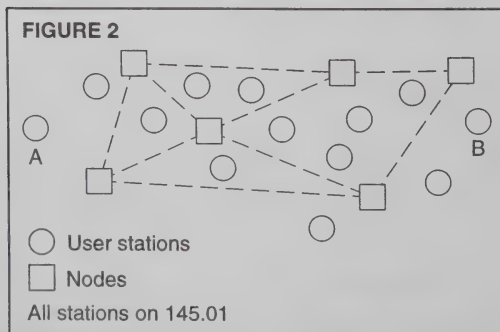 FIGURE 2
A
B
User stations
Nodes
All stations on 145.01